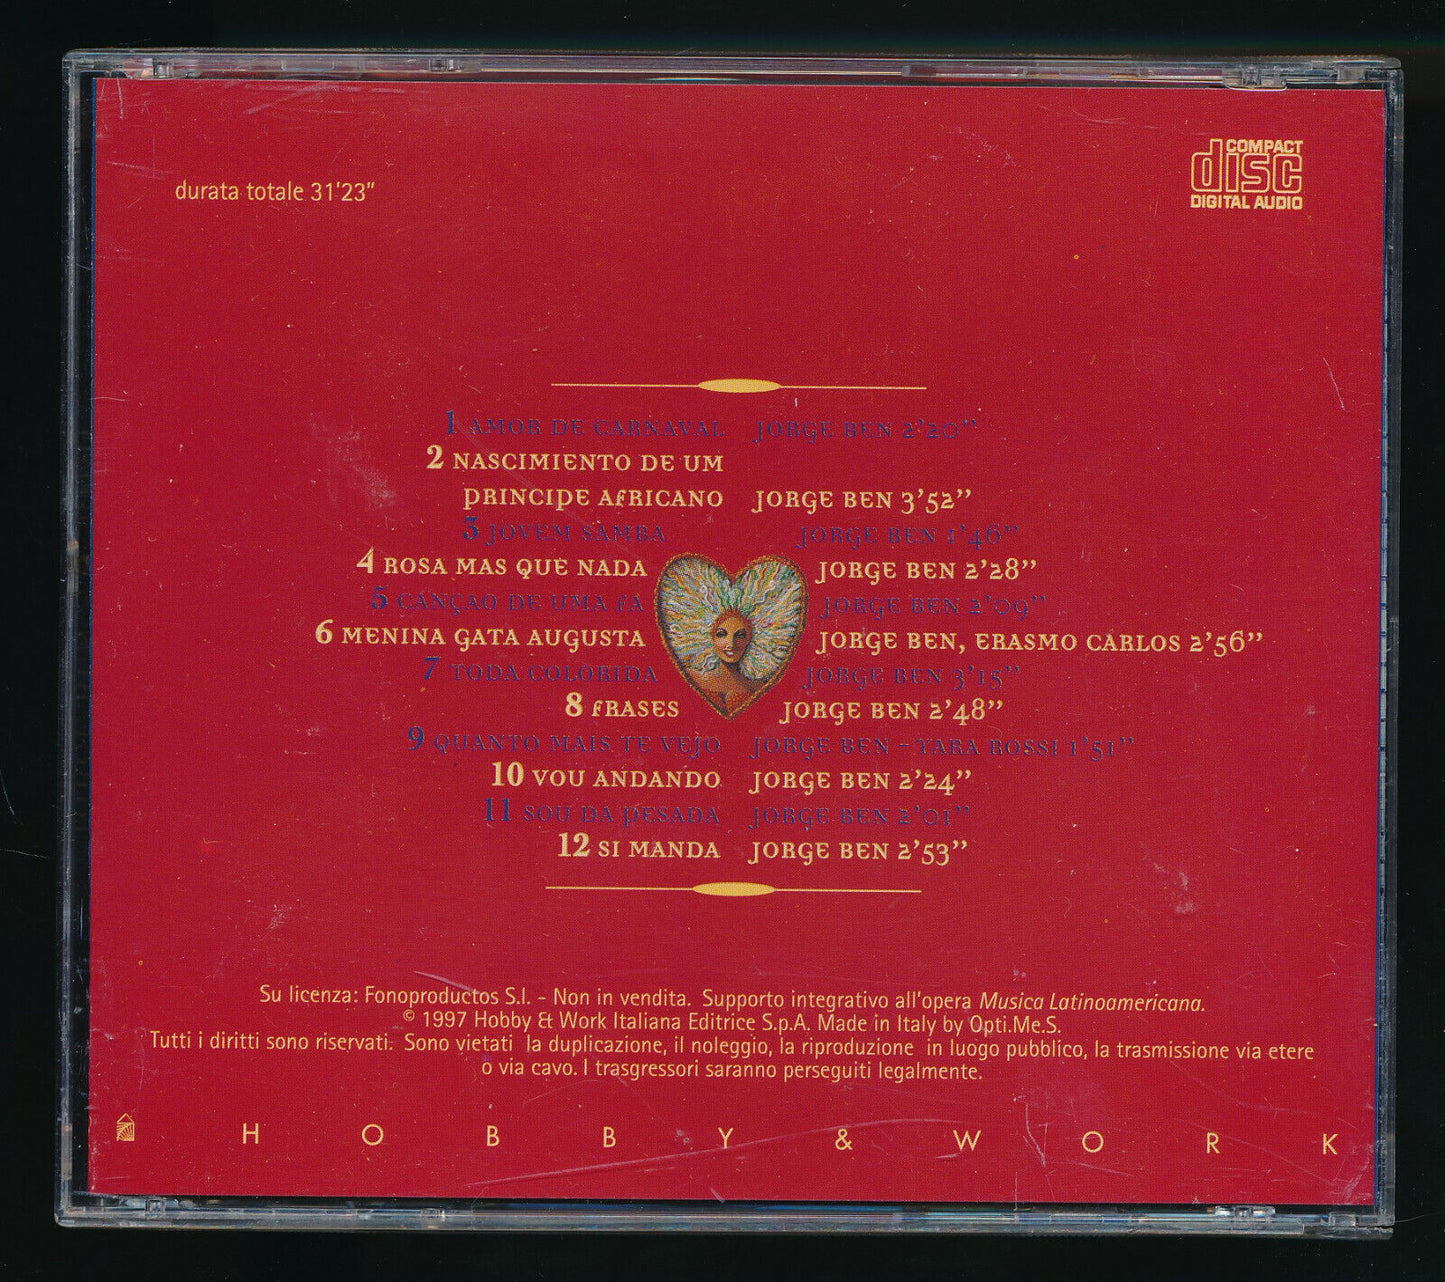 durata totale 31'23"
COMPACT
disc
DIGITAL AUDIO
1 AMOR DE CARNAVAL JORGE BEN 2'20"
2 NASCIMIENTO DE UM
PRINCIPE AFRICANO JORGE BEN 3'52"
3 JOVEM SAMBA JORGE BEN 1'46"
4 ROSA MAS QUE NADA JORGE BEN 2'28"
5 CANÇAO DE UMA FÁ JORGE BEN 2'09"
6 MENINA GATA AUGUSTA JORGE BEN, ERASMO CARLOS 2'56"
7 TODA COLORIDA JORGE BEN 3'15"
8 FRASES JORGE BEN 2'48"
9 QUANTO MAIS TE VEJO JORGE BEN - YARA ROSSI 1'51"
10 VOU ANDANDO JORGE BEN 2'24"
11 SOU DA PESADA JORGE BEN 2'01"
12 SI MANDA JORGE BEN 2'53"
Su licenza: Fonoproductos S.l. - Non in vendita. Supporto integrativo all'opera Musica Latinoamericana.
© 1997 Hobby & Work Italiana Editrice S.p.A. Made in Italy by Opti.Me.S.
Tutti i diritti sono riservati. Sono vietati la duplicazione, il noleggio, la riproduzione in luogo pubblico, la trasmissione via etere
o via cavo. I trasgressori saranno perseguiti legalmente.
HOBBY & WORK